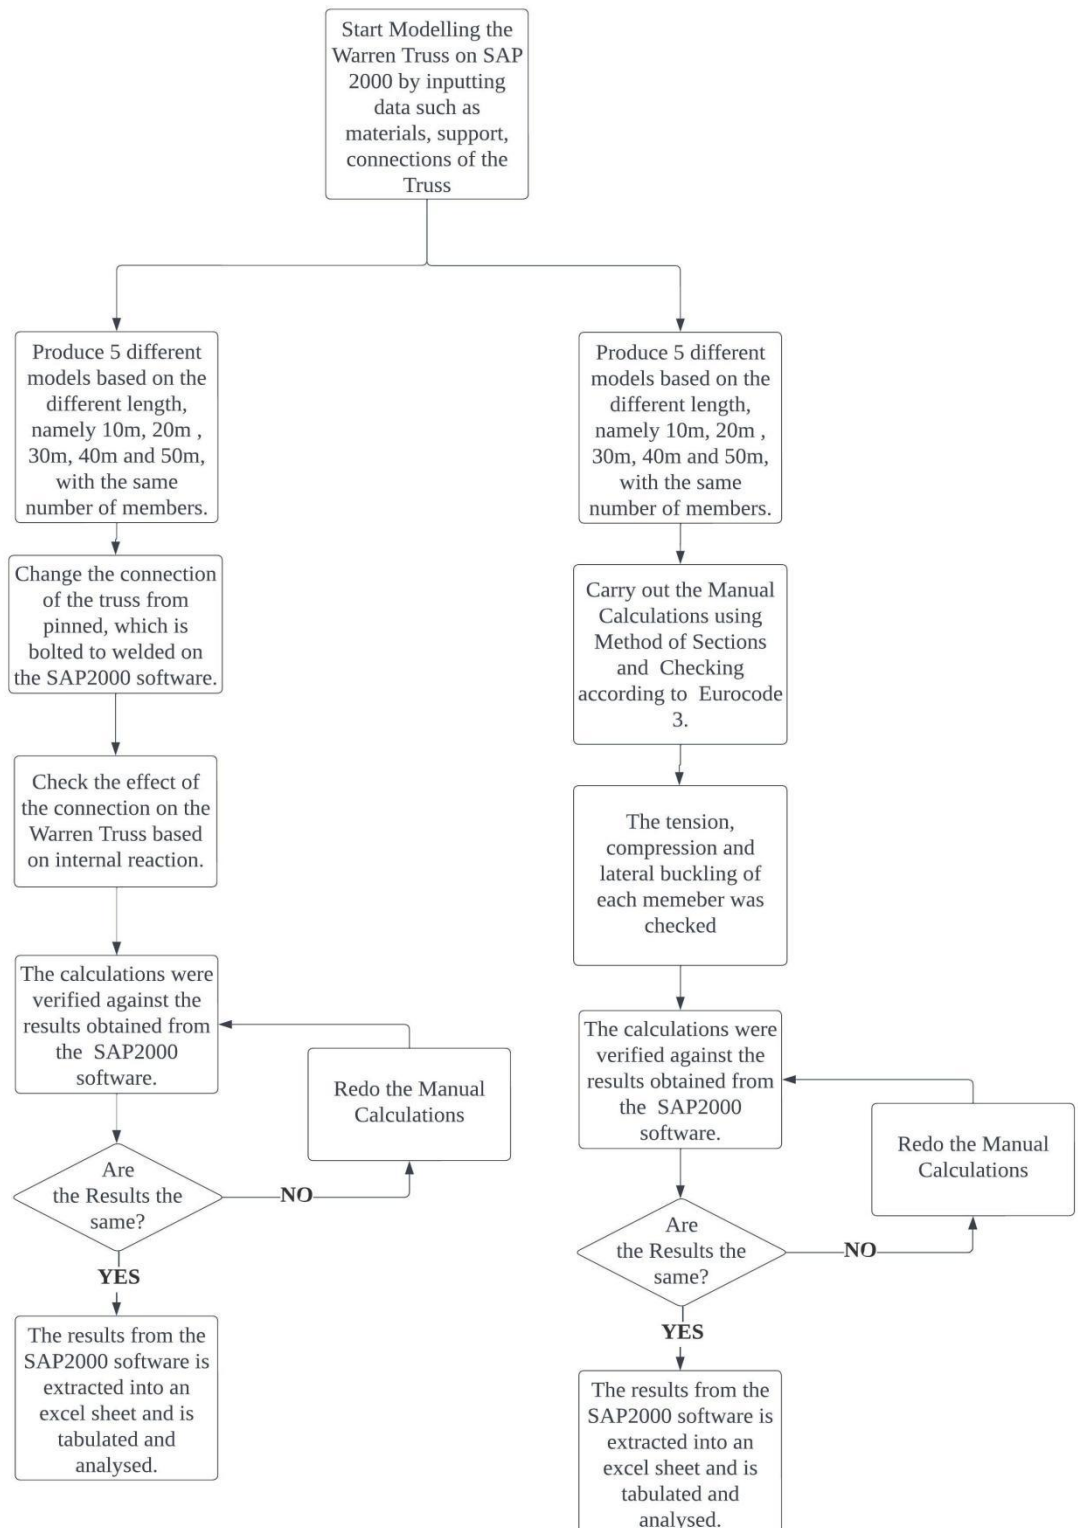 Start Modelling the
Warren Truss on SAP
2000 by inputting
data such as
materials, support,
connections of the
Truss
Produce 5 different
models based on the
different length,
namely 10m, 20m ,
30m, 40m and 50m,
with the same
number of members.
Change the connection
of the truss from
pinned, which is
bolted to welded on
the SAP2000 software.
Check the effect of
the connection on the
Warren Truss based
on internal reaction.
The calculations were
verified against the
results obtained from
the SAP2000
software.
Redo the Manual
Calculations
Are
the Results the
same?
NO
YES
The results from the
SAP2000 software is
extracted into an
excel sheet and is
tabulated and
analysed.
Produce 5 different
models based on the
different length,
namely 10m, 20m ,
30m, 40m and 50m,
with the same
number of members.
Carry out the Manual
Calculations using
Method of Sections
and Checking
according to Eurocode
3.
The tension,
compression and
lateral buckling of
each memeber was
checked
The calculations were
verified against the
results obtained from
the SAP2000
software.
Redo the Manual
Calculations
Are
the Results the
same?
NO
YES
The results from the
SAP2000 software is
extracted into an
excel sheet and is
tabulated and
analysed.